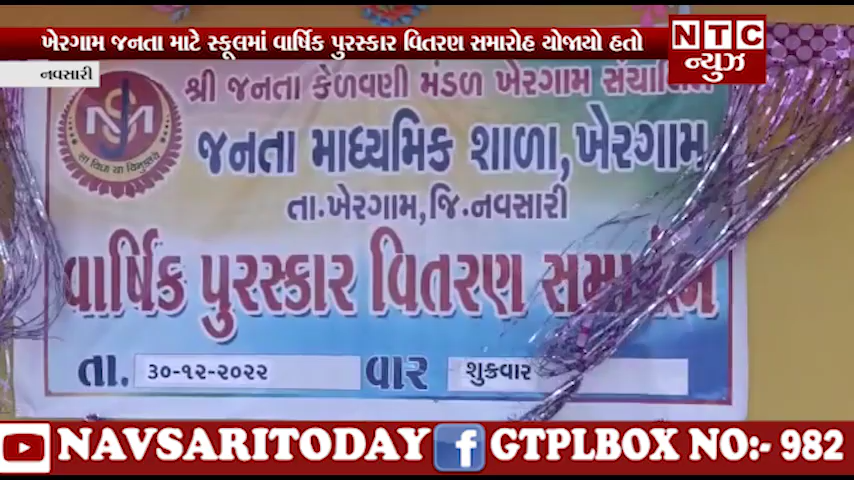 ખેરગામ જનતા માટે સ્કૂલમાં વાર્ષિક પુરસ્કાર વિતરણ સમારોહ યોજાયો હતો
NTC
ન્યુઝ
નવસારી
શ્રી જનતા કેળવણી મંડળ ખેરગામ સંચાલિત
જનતા માધ્યમિક શાળા, ખેરગામ
તા.ખેરગામ, જિ.નવસારી
વાર્ષિક પુરસ્કાર વિતરણ
તા. ૩૦-૧૨-૨૦૨૨ વાર શુક્રવાર
NAVSARITODAY f GTPLBOX NO:- 982